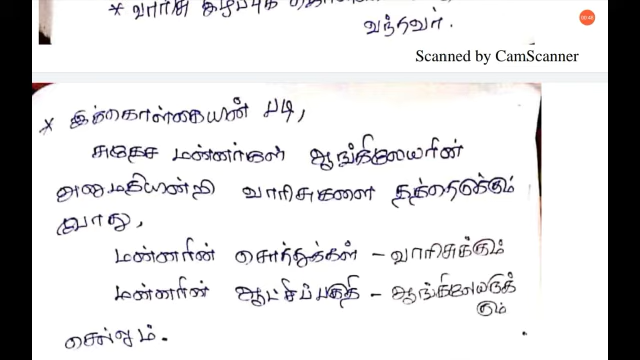 * வாரிசு இழப்புக்
வந்தவர்.
Scanned by CamScanner
* இக்கொள்கையின் படி,
சுதேச மன்னர்கள் ஆங்கிலேயரின்
அனுமதியின்றி வாரிசுகளை தத்தெடுக்கும்
போது,
மன்னரின் சொத்துக்கள் - வாரிசுக்கும்
மன்னரின் ஆட்சிப்பகுதி - ஆங்கிலேயருக்
கும்
செல்லும்.